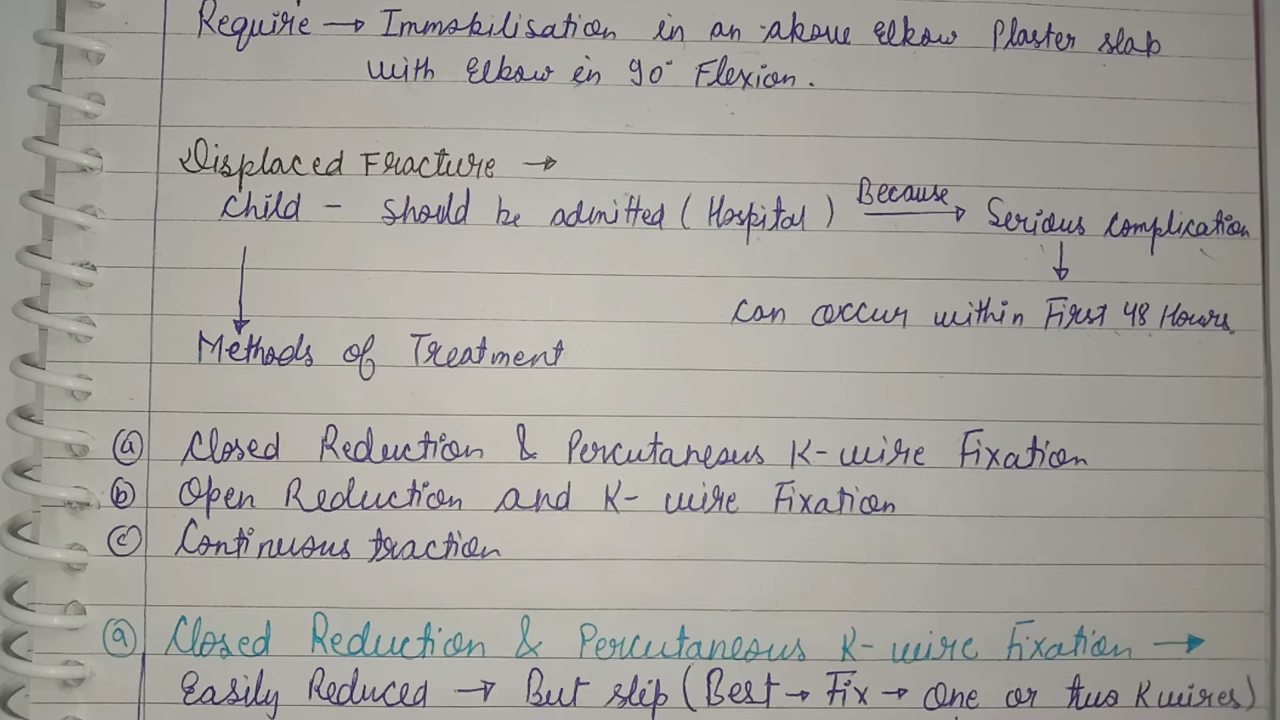 Require → Immobilisation in an above elbow Plaster slab
with Elbow in 90° Flexion.
Displaced Fracture →
Child - should be admitted (Hospital) Because → Serious complication
↓
can occur within First 48 Hours.
↓
Methods of Treatment
(a) Closed Reduction & Percutaneous K-wire Fixation
(b) Open Reduction and K-wire Fixation
(c) Continuous traction
(a) Closed Reduction & Percutaneous K-wire Fixation →
Easily Reduced → But slip (Best → Fix → One or two K wires)